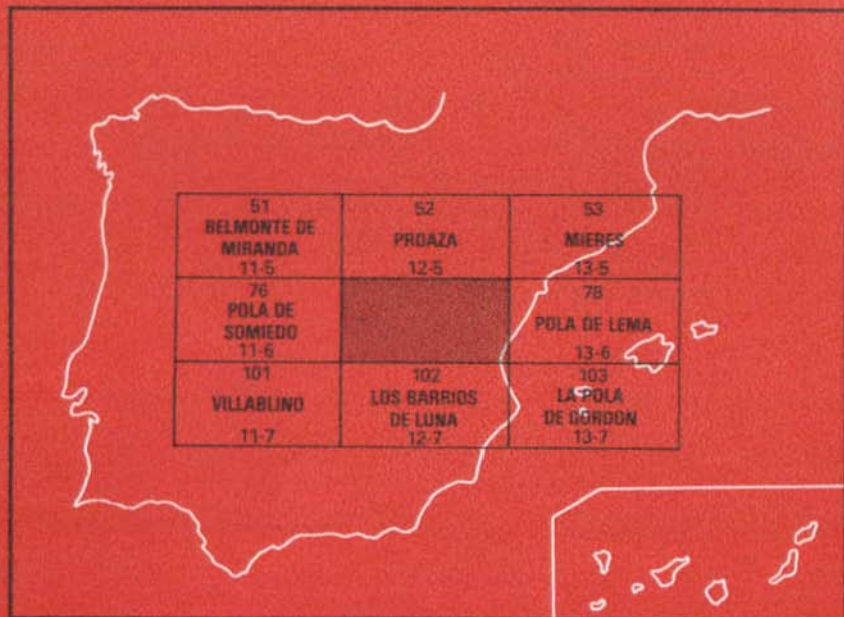 51
BELMONTE DE
MIRANDA
11-5
52
PROAZA
12-5
53
MIERES
13-5
76
POLA DE
SOMIEDO
11-6
78
POLA DE LEMA
13-6
101
VILLABLINO
11-7
102
LOS BARRIOS
DE LUNA
12-7
103
LA POLA
DE GORDON
13-7